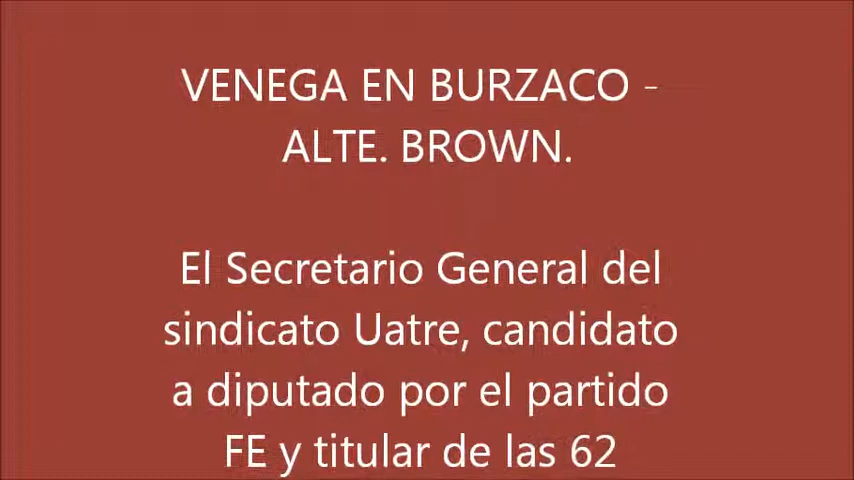 VENEGA EN BURZACO -
ALTE. BROWN.
El Secretario General del
sindicato Uatre, candidato
a diputado por el partido
FE y titular de las 62